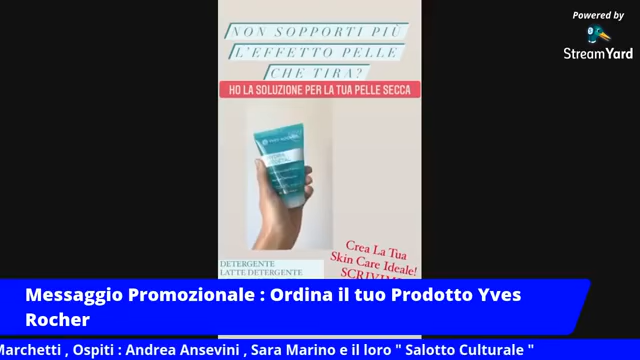 Powered by
StreamYard
NON SOPPORTI PIÙ
L'EFFETTO PELLE
CHE TIRA?
HO LA SOLUZIONE PER LA TUA PELLE SECCA
YVES ROCHER
Crea La Tua
Skin Care Ideale!
DETERGENTE
LATTE DETERGENTE
Messaggio Promozionale : Ordina il tuo Prodotto Yves
Rocher
Marchetti , Ospiti : Andrea Ansevini , Sara Marino e il loro " Salotto Culturale "